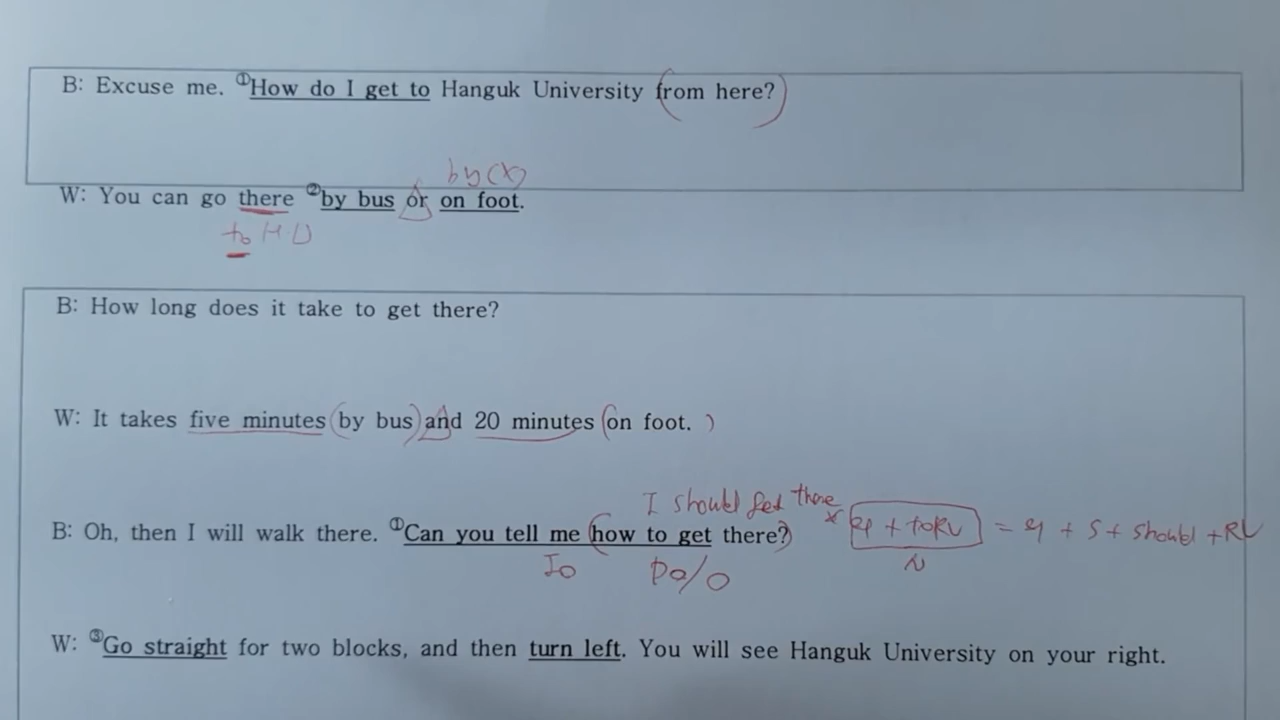 B: Excuse me. ①How do I get to Hanguk University from here?
by(X)
W: You can go there ②by bus or on foot.
to HU
B: How long does it take to get there?
W: It takes five minutes by bus and 20 minutes on foot. )
I should get there
B: Oh, then I will walk there. ①Can you tell me how to get there? * 의 + toRV = 의 + S + should + RV
IO DO/O N
W: ③Go straight for two blocks, and then turn left. You will see Hanguk University on your right.